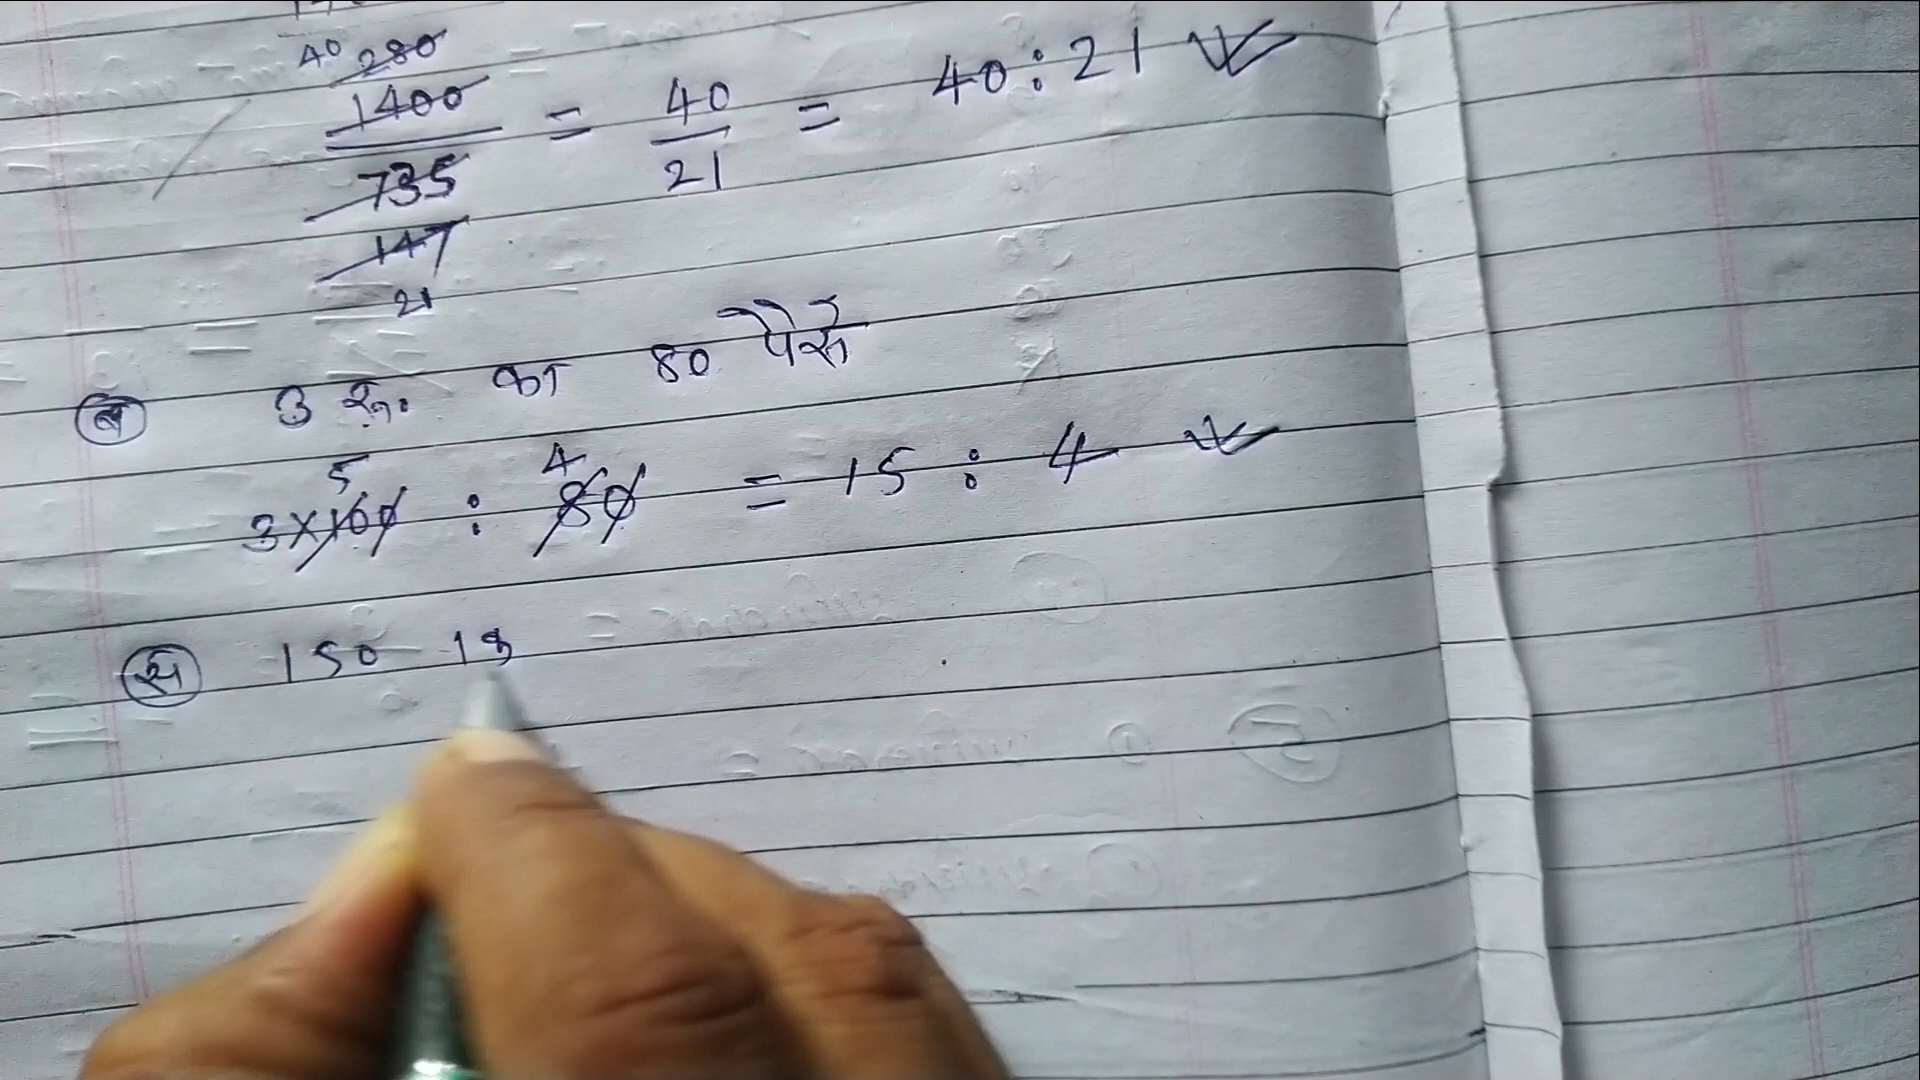 40 280
1400 = 40 = 40 : 21
735 21
147
21
ब 3 रु. का 80 पैसे
5 4
3×100 : 80 = 15 : 4
स 150